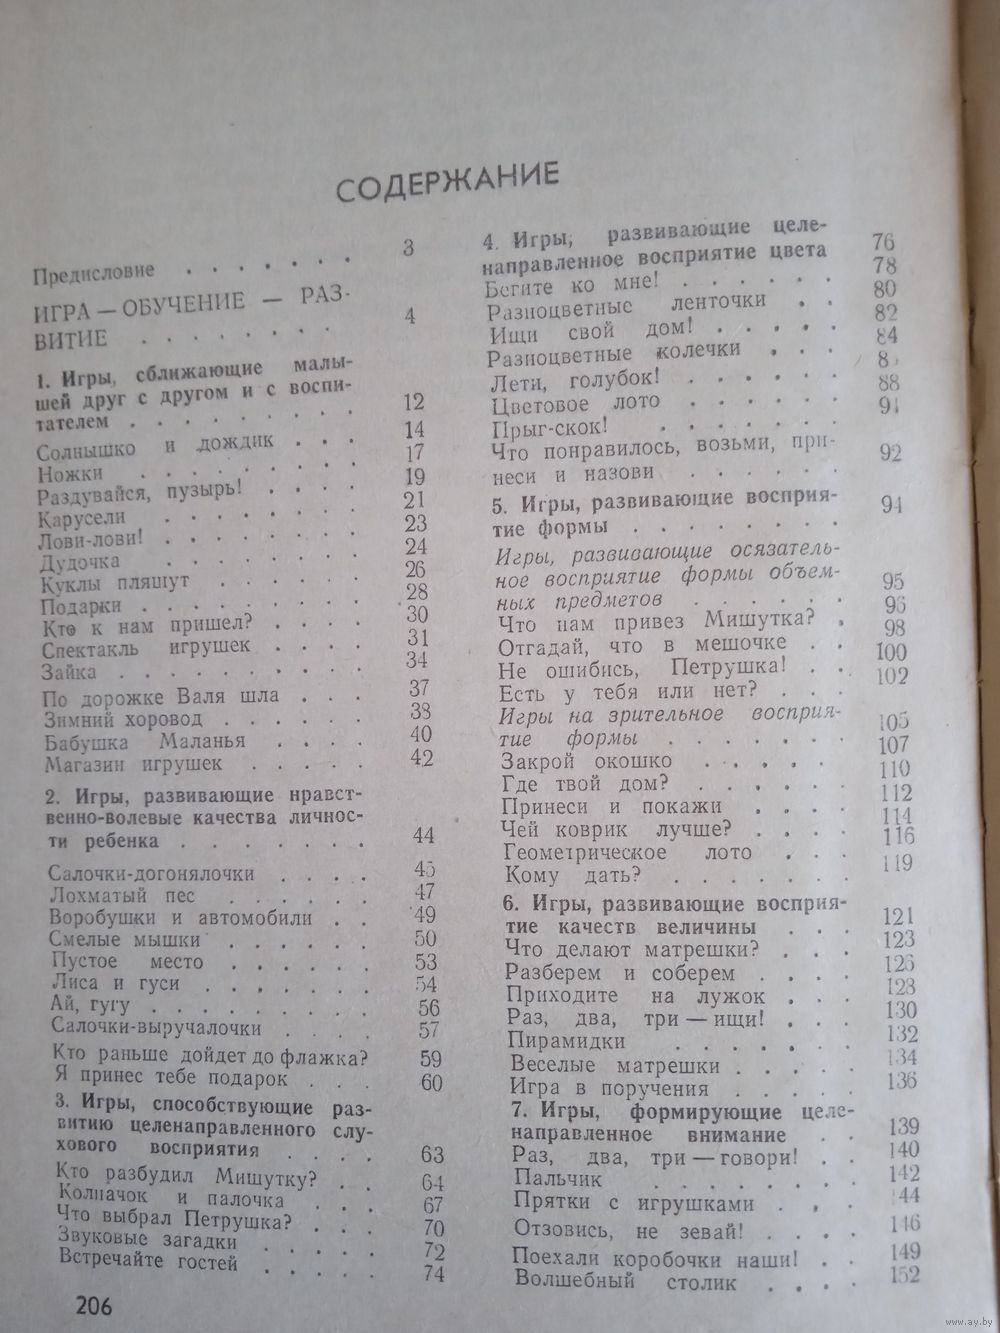 СОДЕРЖАНИЕ
Предисловие . . . . . . . 3
ИГРА — ОБУЧЕНИЕ — РАЗ-
ВИТИЕ . . . . . . 4
1. Игры, сближающие малы-
шей друг с другом и с воспи-
тателем . . . . . . . 12
Солнышко и дождик . . . 14
Ножки . . . . . . . 17
Раздувайся, пузырь! . . . . 19
Карусели . . . . . . 21
Лови-лови! . . . . . . 23
Дудочка . . . . . . 24
Куклы пляшут . . . . . 26
Подарки . . . . . . . 28
Кто к нам пришел? . . . . 30
Спектакль игрушек . . . . 31
Зайка . . . . . . . . 34
По дорожке Валя шла . . . 37
Зимний хоровод . . . . . 38
Бабушка Маланья . . . . 40
Магазин игрушек . . . . . 42
2. Игры, развивающие нравст-
венно-волевые качества личнос-
ти ребенка . . . . . . . 44
Салочки-догонялочки . . . . 45
Лохматый пес . . . . . . 47
Воробушки и автомобили . . 49
Смелые мышки . . . . . . 50
Пустое место . . . . . . 53
Лиса и гуси . . . . . . . 54
Ай, гугу . . . . . . . . 56
Салочки-выручалочки . . . . 57
Кто раньше дойдет до флажка? 59
Я принес тебе подарок . . . 60
3. Игры, способствующие раз-
витию целенаправленного слу-
хового восприятия . . . . 63
Кто разбудил Мишутку? . . 64
Колпачок и палочка . . . 67
Что выбрал Петрушка? . . . 70
Звуковые загадки . . . . . 72
Встречайте гостей . . . . . 74
206
4. Игры, развивающие целе-
направленное восприятие цвета 76
Бегите ко мне! . . . . . . 78
Разноцветные ленточки . . 80
Ищи свой дом! . . . . . 82
Разноцветные колечки . . . 84
Лети, голубок! . . . . . . 8
Цветовое лото . . . . . . 88
Прыг-скок! . . . . . . 91
Что понравилось, возьми, при-
неси и назови . . . . . . 92
5. Игры, развивающие восприя-
тие формы . . . . . . . . 94
Игры, развивающие осязатель-
ное восприятие формы объем-
ных предметов . . . . . . 95
Что нам привез Мишутка? . 96
Отгадай, что в мешочке . . 98
Не ошибись, Петрушка! . . 100
Есть у тебя или нет? . . . 102
Игры на зрительное восприя-
тие формы . . . . . . . 105
Закрой окошко . . . . . 107
Где твой дом? . . . . . . 110
Принеси и покажи . . . . 112
Чей коврик лучше? . . . . 114
Геометрическое лото . . . 116
Кому дать? . . . . . . . 119
6. Игры, развивающие восприя-
тие качеств величины . . . 121
Что делают матрешки? . . . 123
Разберем и соберем . . . . 126
Приходите на лужок . . . 128
Раз, два, три — ищи! . . . 130
Пирамидки . . . . . . . 132
Веселые матрешки . . . . . 134
Игра в поручения . . . . . 136
7. Игры, формирующие целе-
направленное внимание . . 139
Раз, два, три — говори! . . 140
Пальчик . . . . . . . 142
Прятки с игрушками . . . 144
Отзовись, не зевай! . . . . 146
Поехали коробочки наши! . . 149
Волшебный столик . . . . 152
www.ay.by